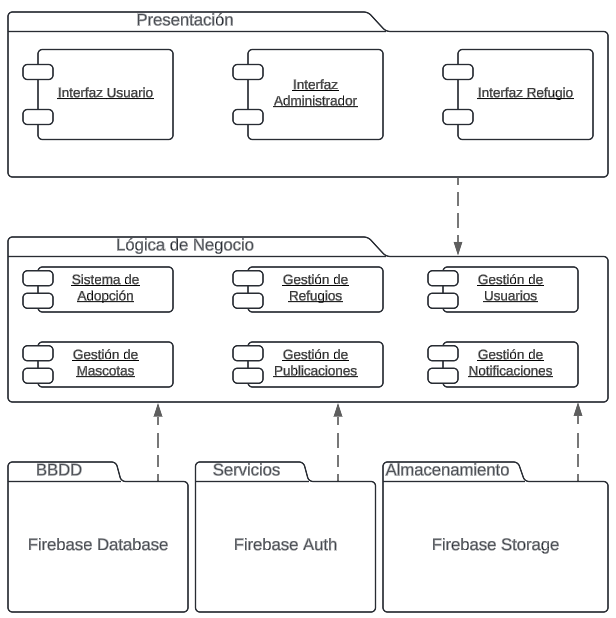 Presentación
Interfaz Usuario
Interfaz
Administrador
Interfaz Refugio
Lógica de Negocio
Sistema de
Adopción
Gestión de
Refugios
Gestión de
Usuarios
Gestión de
Mascotas
Gestión de
Publicaciones
Gestión de
Notificaciones
BBDD
Servicios
Almacenamiento
Firebase Database
Firebase Auth
Firebase Storage